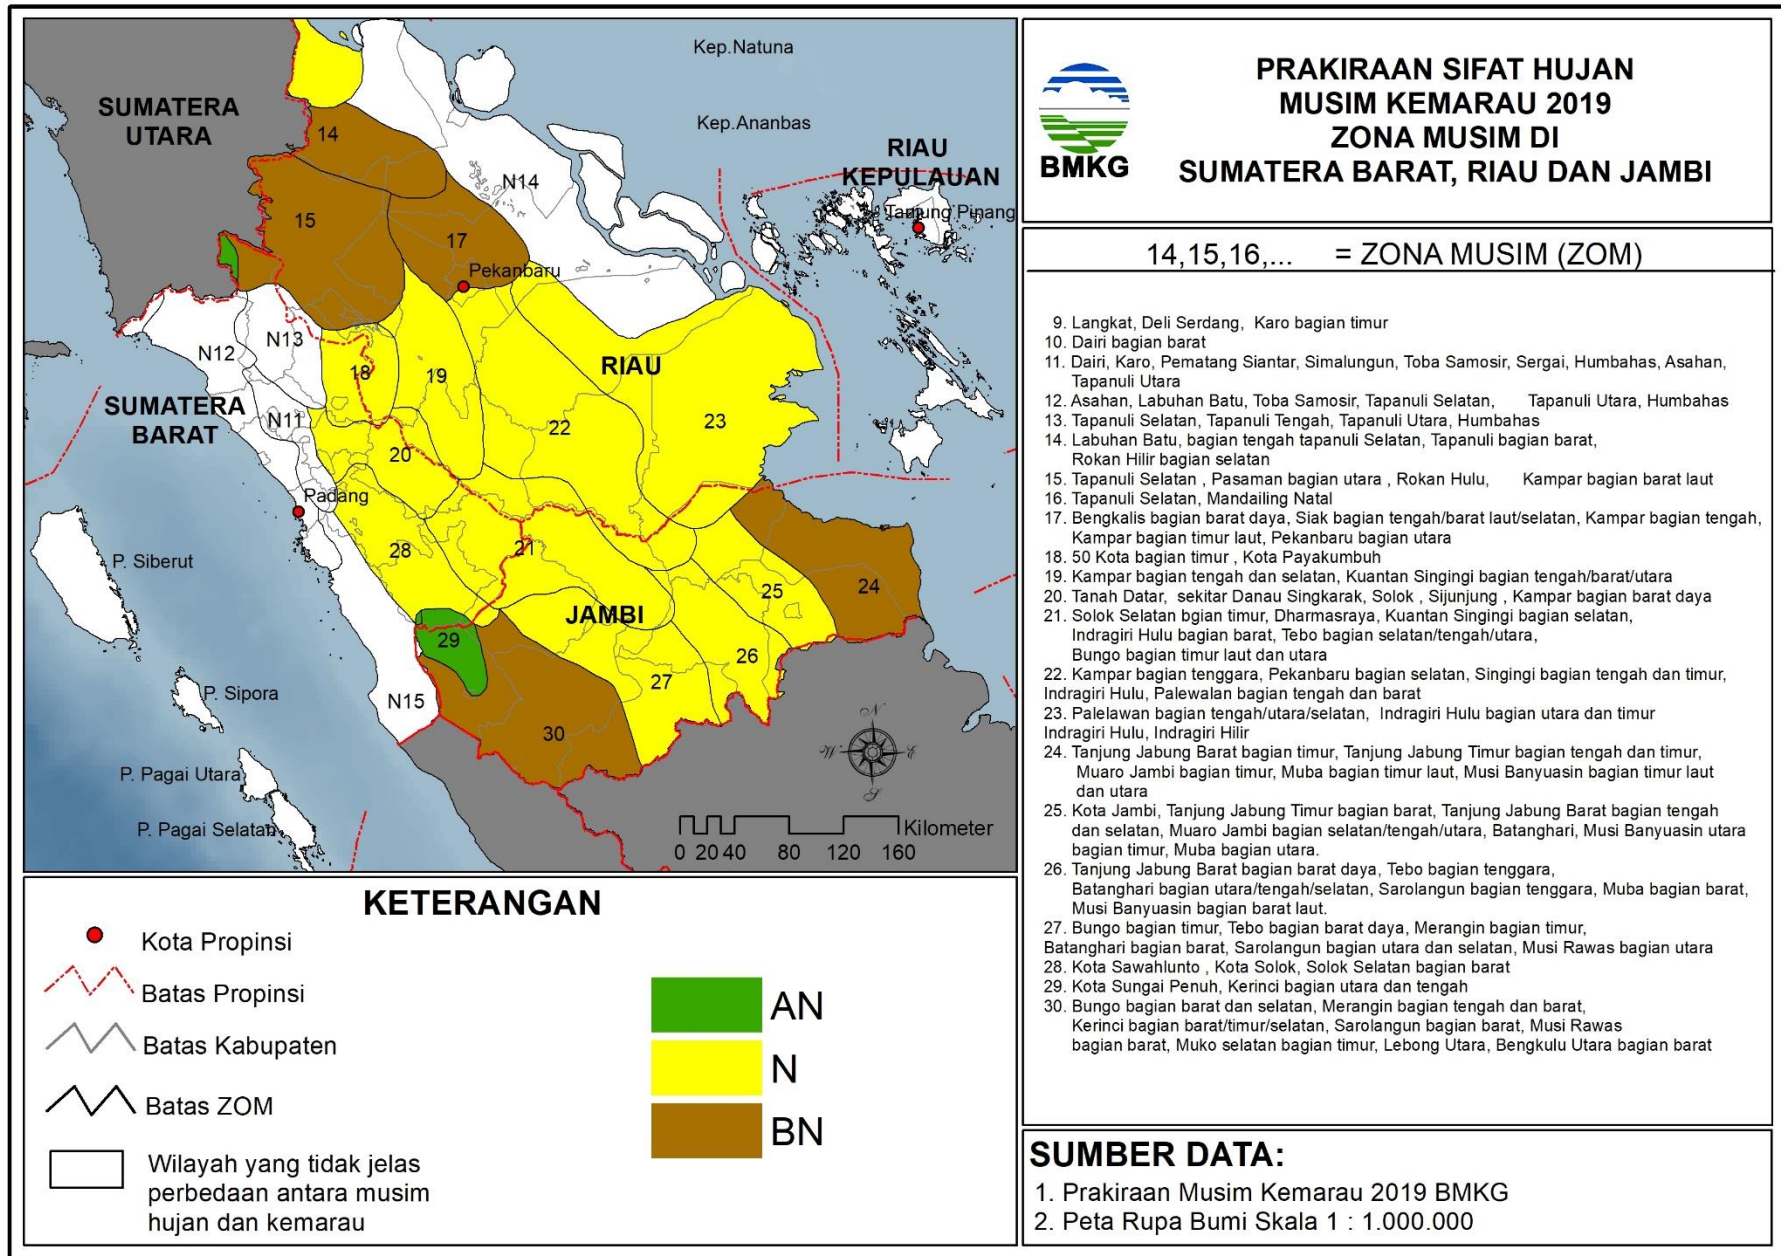 SUMATERA
UTARA
Kep.Natuna
Kep.Ananbas
RIAU
KEPULAUAN
Tanjung Pinang
14
N14
15
17
Pekanbaru
N13
N12
18
19
RIAU
SUMATERA
BARAT
N11
22
23
20
Padang
28
21
P. Siberut
24
25
JAMBI
29
26
27
N15
30
P. Sipora
P. Pagai Utara
P. Pagai Selatan
N
W
E
S
Kilometer
0 20 40 80 120 160
BMKG
PRAKIRAAN SIFAT HUJAN
MUSIM KEMARAU 2019
ZONA MUSIM DI
SUMATERA BARAT, RIAU DAN JAMBI
14,15,16,... = ZONA MUSIM (ZOM)
9. Langkat, Deli Serdang, Karo bagian timur
10. Dairi bagian barat
11. Dairi, Karo, Pematang Siantar, Simalungun, Toba Samosir, Sergai, Humbahas, Asahan,
Tapanuli Utara
12. Asahan, Labuhan Batu, Toba Samosir, Tapanuli Selatan, Tapanuli Utara, Humbahas
13. Tapanuli Selatan, Tapanuli Tengah, Tapanuli Utara, Humbahas
14. Labuhan Batu, bagian tengah tapanuli Selatan, Tapanuli bagian barat,
Rokan Hilir bagian selatan
15. Tapanuli Selatan , Pasaman bagian utara , Rokan Hulu, Kampar bagian barat laut
16. Tapanuli Selatan, Mandailing Natal
17. Bengkalis bagian barat daya, Siak bagian tengah/barat laut/selatan, Kampar bagian tengah,
Kampar bagian timur laut, Pekanbaru bagian utara
18. 50 Kota bagian timur , Kota Payakumbuh
19. Kampar bagian tengah dan selatan, Kuantan Singingi bagian tengah/barat/utara
20. Tanah Datar, sekitar Danau Singkarak, Solok , Sijunjung , Kampar bagian barat daya
21. Solok Selatan bgian timur, Dharmasraya, Kuantan Singingi bagian selatan,
Indragiri Hulu bagian barat, Tebo bagian selatan/tengah/utara,
Bungo bagian timur laut dan utara
22. Kampar bagian tenggara, Pekanbaru bagian selatan, Singingi bagian tengah dan timur,
Indragiri Hulu, Palewalan bagian tengah dan barat
23. Palelawan bagian tengah/utara/selatan, Indragiri Hulu bagian utara dan timur
Indragiri Hulu, Indragiri Hilir
24. Tanjung Jabung Barat bagian timur, Tanjung Jabung Timur bagian tengah dan timur,
Muaro Jambi bagian timur, Muba bagian timur laut, Musi Banyuasin bagian timur laut
dan utara
25. Kota Jambi, Tanjung Jabung Timur bagian barat, Tanjung Jabung Barat bagian tengah
dan selatan, Muaro Jambi bagian selatan/tengah/utara, Batanghari, Musi Banyuasin utara
bagian timur, Muba bagian utara.
26. Tanjung Jabung Barat bagian barat daya, Tebo bagian tenggara,
Batanghari bagian utara/tengah/selatan, Sarolangun bagian tenggara, Muba bagian barat,
Musi Banyuasin bagian barat laut.
27. Bungo bagian timur, Tebo bagian barat daya, Merangin bagian timur,
Batanghari bagian barat, Sarolangun bagian utara dan selatan, Musi Rawas bagian utara
28. Kota Sawahlunto , Kota Solok, Solok Selatan bagian barat
29. Kota Sungai Penuh, Kerinci bagian utara dan tengah
30. Bungo bagian barat dan selatan, Merangin bagian tengah dan barat,
Kerinci bagian barat/timur/selatan, Sarolangun bagian barat, Musi Rawas
bagian barat, Muko selatan bagian timur, Lebong Utara, Bengkulu Utara bagian barat
KETERANGAN
Kota Propinsi
Batas Propinsi
Batas Kabupaten
Batas ZOM
Wilayah yang tidak jelas
perbedaan antara musim
hujan dan kemarau
AN
N
BN
SUMBER DATA:
1. Prakiraan Musim Kemarau 2019 BMKG
2. Peta Rupa Bumi Skala 1 : 1.000.000